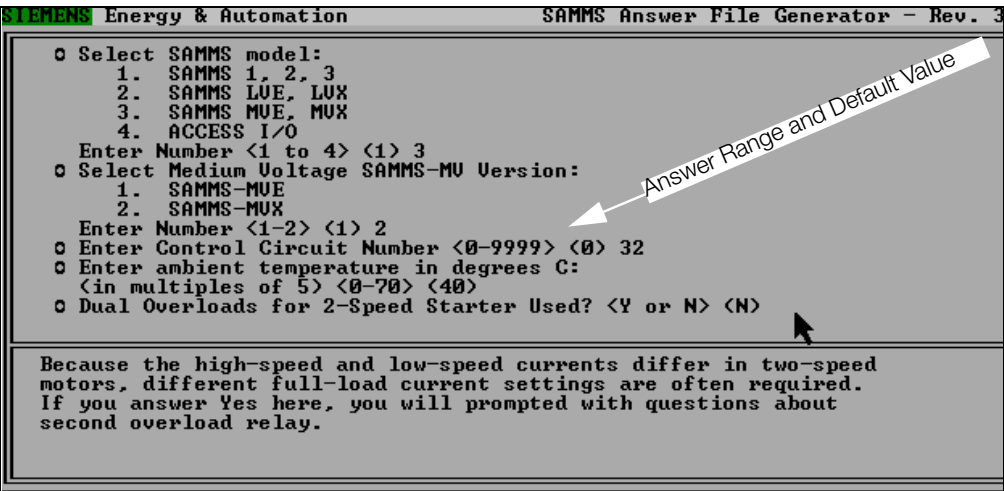 SIEMENS Energy & Automation SAMMS Answer File Generator - Rev. 3
o Select SAMMS model:
1. SAMMS 1, 2, 3
2. SAMMS LVE, LVX
3. SAMMS MVE, MVX
4. ACCESS I/O
Enter Number <1 to 4> (1) 3
o Select Medium Voltage SAMMS-MV Version:
1. SAMMS-MVE
2. SAMMS-MVX
Enter Number <1-2> (1) 2
o Enter Control Circuit Number <0-9999> (0) 32
o Enter ambient temperature in degrees C:
(in multiples of 5) <0-70> (40)
o Dual Overloads for 2-Speed Starter Used? <Y or N> (N)
Answer Range and Default Value
Because the high-speed and low-speed currents differ in two-speed
motors, different full-load current settings are often required.
If you answer Yes here, you will prompted with questions about
second overload relay.